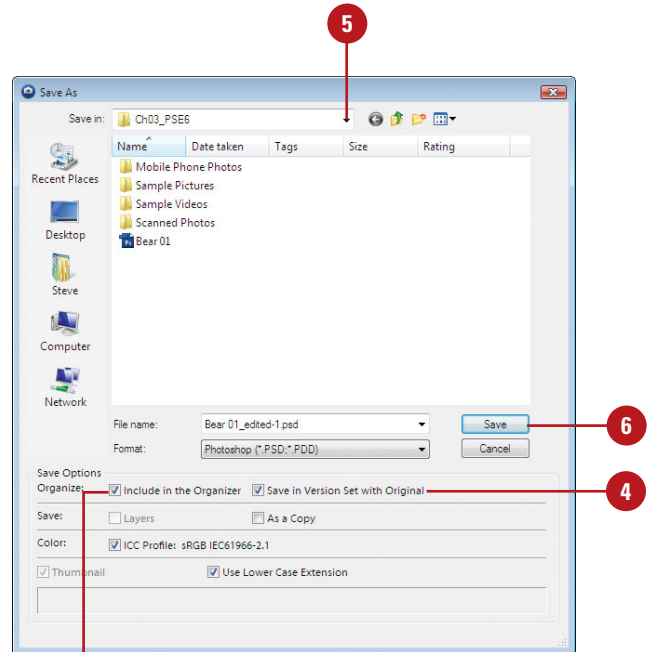 5
Save As
Save in: Ch03_PSE6
Name Date taken Tags Size Rating
Recent Places
Desktop
Steve
Computer
Network
Mobile Phone Photos
Sample Pictures
Sample Videos
Scanned Photos
Ps Bear 01
File name: Bear 01_edited-1.psd Save
6
Format: Photoshop (*.PSD;*.PDD) Cancel
Save Options
Organize: Include in the Organizer Save in Version Set with Original
4
Save: Layers As a Copy
Color: ICC Profile: sRGB IEC61966-2.1
Thumbnail Use Lower Case Extension